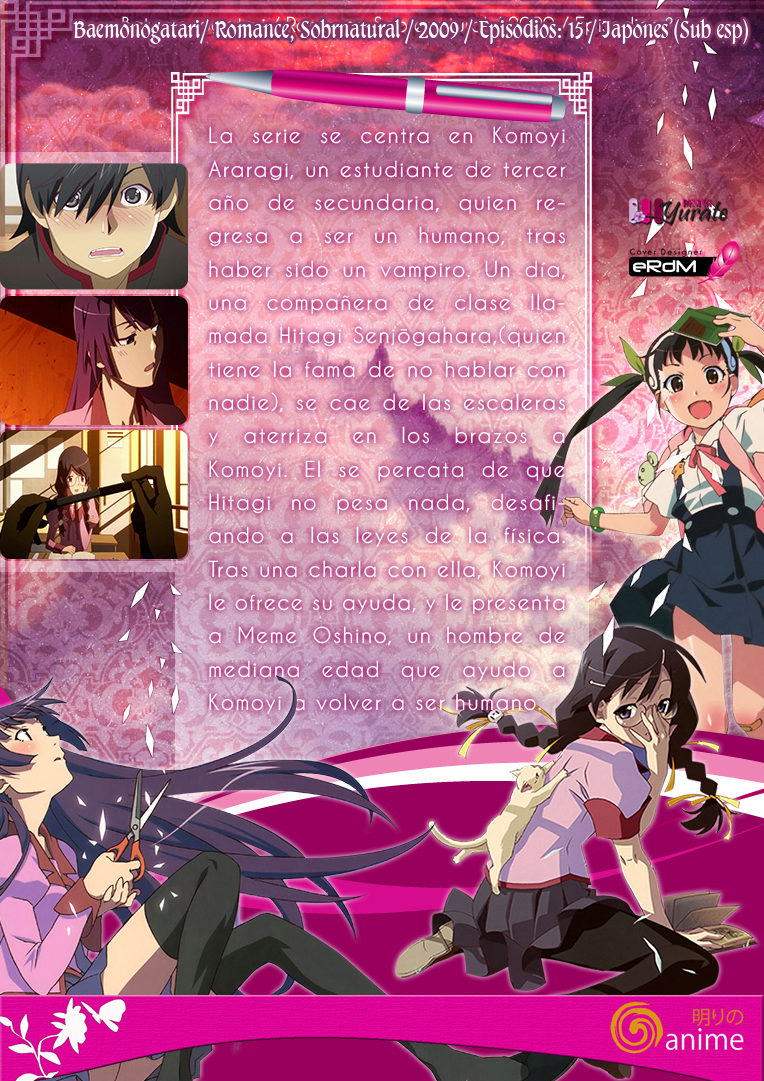 Baemonogatari/ Romance, Sobrnatural / 2009 / Episodios: 15 / Japones (Sub esp)
La serie se centra en Komoyi
Araragi, un estudiante de tercer
año de secundaria, quien re-
gresa a ser un humano, tras
haber sido un vampiro. Un día,
una compañera de clase lla-
mada Hitagi Senjōgahara,(quien
tiene la fama de no hablar con
nadie), se cae de las escaleras
y aterriza en los brazos a
Komoyi. El se percata de que
Hitagi no pesa nada, desafi-
ando a las leyes de la física.
Tras una charla con ella, Komoyi
le ofrece su ayuda, y le presenta
a Meme Oshino, un hombre de
mediana edad que ayudo a
Komoyi a volver a ser humano.
Yurato
Cover Designer
eRdM
明りの
anime